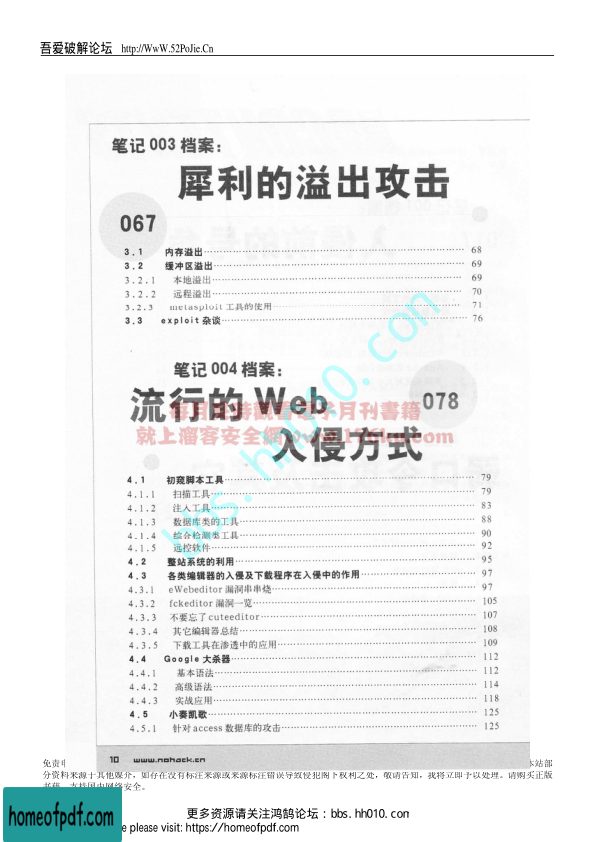 吾爱破解论坛 http://WwW.52PoJie.Cn
笔记 003 档案：
犀利的溢出攻击
067
3.1 内存溢出 68
3.2 缓冲区溢出 69
3.2.1 本地溢出 69
3.2.2 远程溢出 70
3.2.3 metasploit 工具的使用 71
3.3 exploit 杂谈 76
笔记 004 档案：
流行的 Web
078
入侵方式
就上溜客安全網
bbs.hh010.com
4.1 初窥脚本工具 79
4.1.1 扫描工具 79
4.1.2 注入工具 83
4.1.3 数据库类的工具 88
4.1.4 综合检测类工具 90
4.1.5 远控软件 92
4.2 整站系统的利用 95
4.3 各类编辑器的入侵及下载程序在入侵中的作用 97
4.3.1 eWebeditor 漏洞串串烧 97
4.3.2 fckeditor 漏洞一览 105
4.3.3 不要忘了 cuteeditor 107
4.3.4 其它编辑器总结 108
4.3.5 下载工具在渗透中的应用 109
4.4 Google 大杀器 112
4.4.1 基本语法 112
4.4.2 高级语法 114
4.4.3 实战应用 118
4.5 小奏凯歌 125
4.5.1 针对 access 数据库的攻击 125
10 www.nohack.cn
免责申 本站部
分资料来源于其他媒介，如存在没有标注来源或来源标注错误导致侵犯阁下权利之处，敬请告知，我将立即予以处理。请购买正版
书籍，支持国内网络安全。
更多资源请关注鸿鹄论坛：bbs.hh010.com
homeofpdf.com
e please visit: https://homeofpdf.com